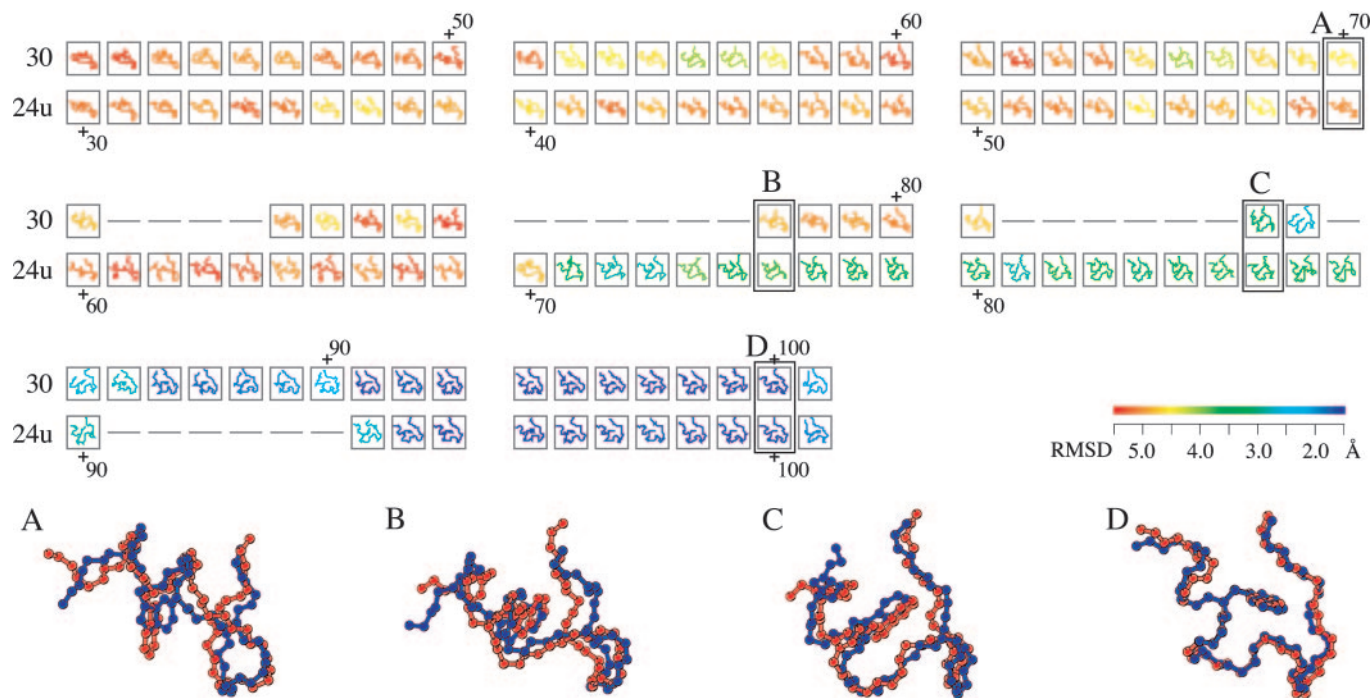 +50 +60 A +70
30
24u
+30 +40 +50
B +80 C
30
24u
+60 +70 +80
+90 D +100
30
24u
+90 +100
RMSD 5.0 4.0 3.0 2.0 Å
A B C D